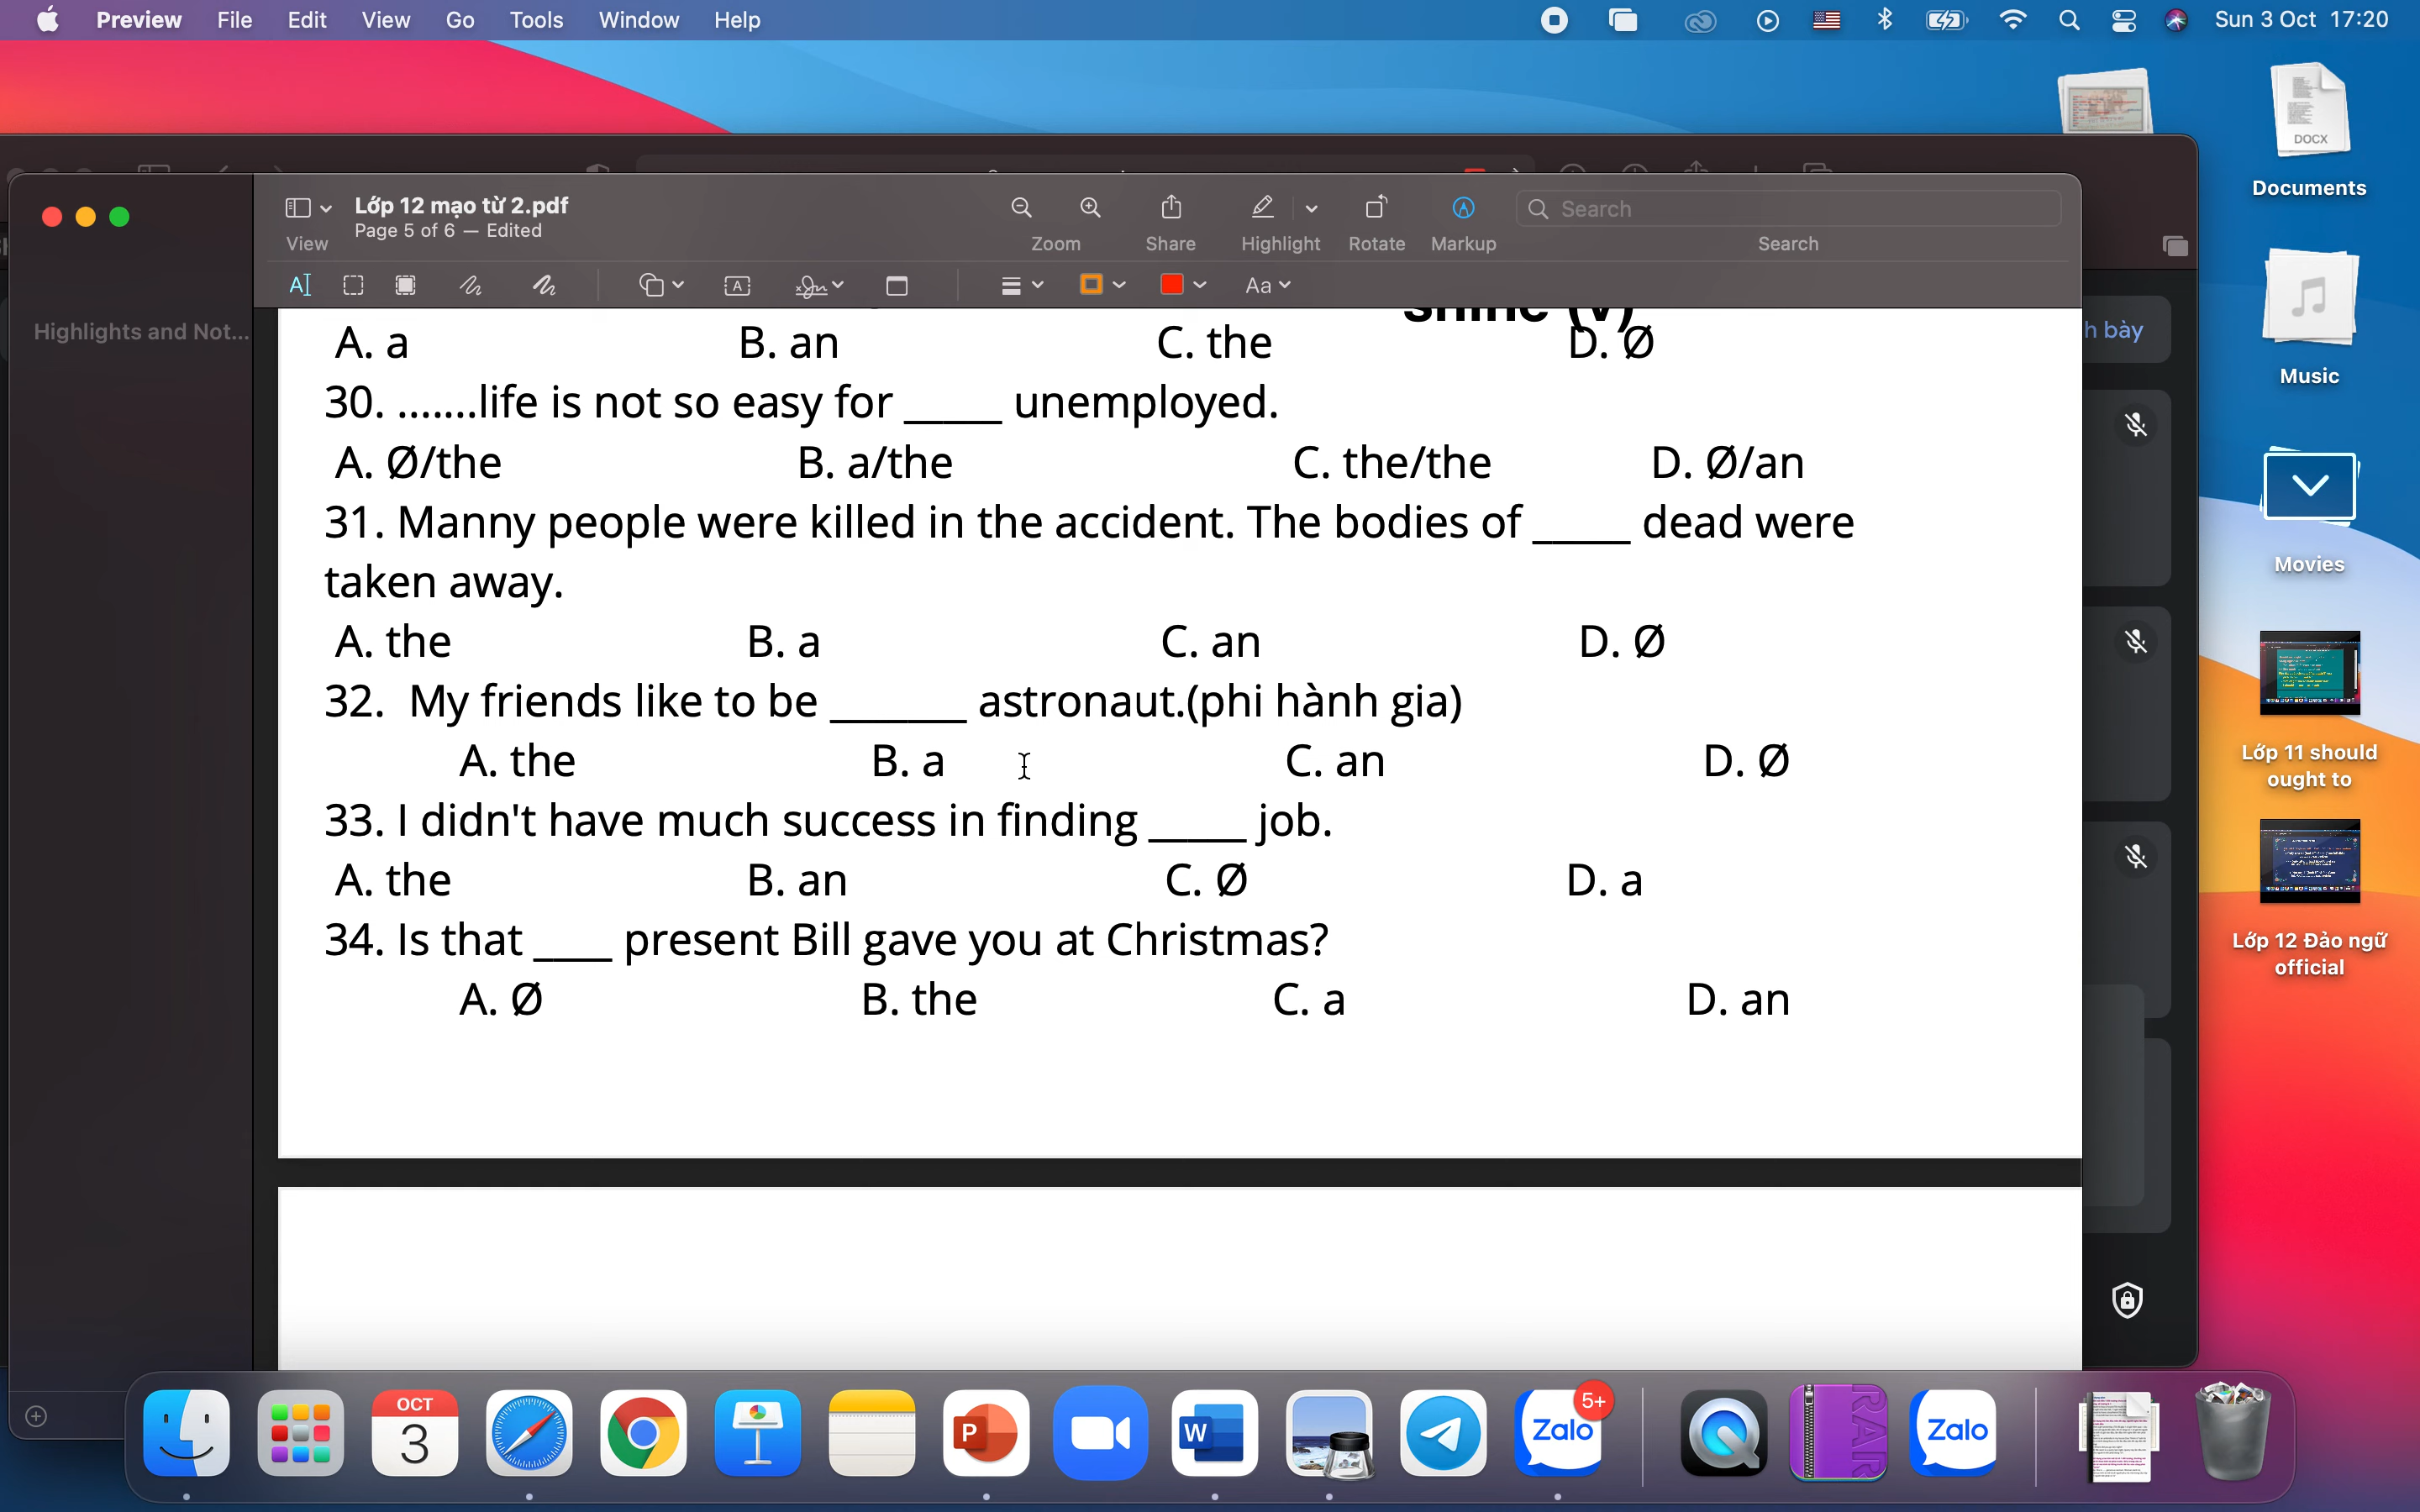 Preview File Edit View Go Tools Window Help Sun 3 Oct 17:20
DOCX
Documents
Lớp 12 mạo từ 2.pdf
Page 5 of 6 — Edited
View Zoom Share Highlight Rotate Markup Search
Search
Aa
Highlights and Not...
h bày
Music
shine (v)
A. a B. an C. the D. Ø
30. .......life is not so easy for _____ unemployed.
A. Ø/the B. a/the C. the/the D. Ø/an
31. Manny people were killed in the accident. The bodies of _____ dead were
taken away.
A. the B. a C. an D. Ø
Movies
32. My friends like to be _______ astronaut.(phi hành gia)
A. the B. a C. an D. Ø
Lớp 11 should
ought to
33. I didn't have much success in finding _____ job.
A. the B. an C. Ø D. a
34. Is that ____ present Bill gave you at Christmas?
A. Ø B. the C. a D. an
Lớp 12 Đảo ngữ
official
OCT
3
P
W
Zalo
5+
RAR
Zalo